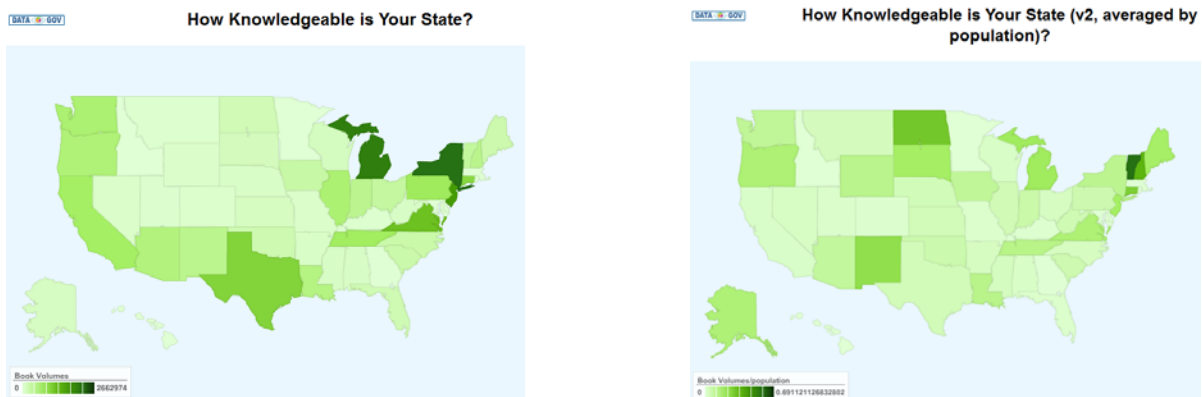 DATA GOV
How Knowledgeable is Your State?
Book Volumes
0 2662974
DATA GOV
How Knowledgeable is Your State (v2, averaged by
population)?
Book Volumes/population
0 0.691121126832802